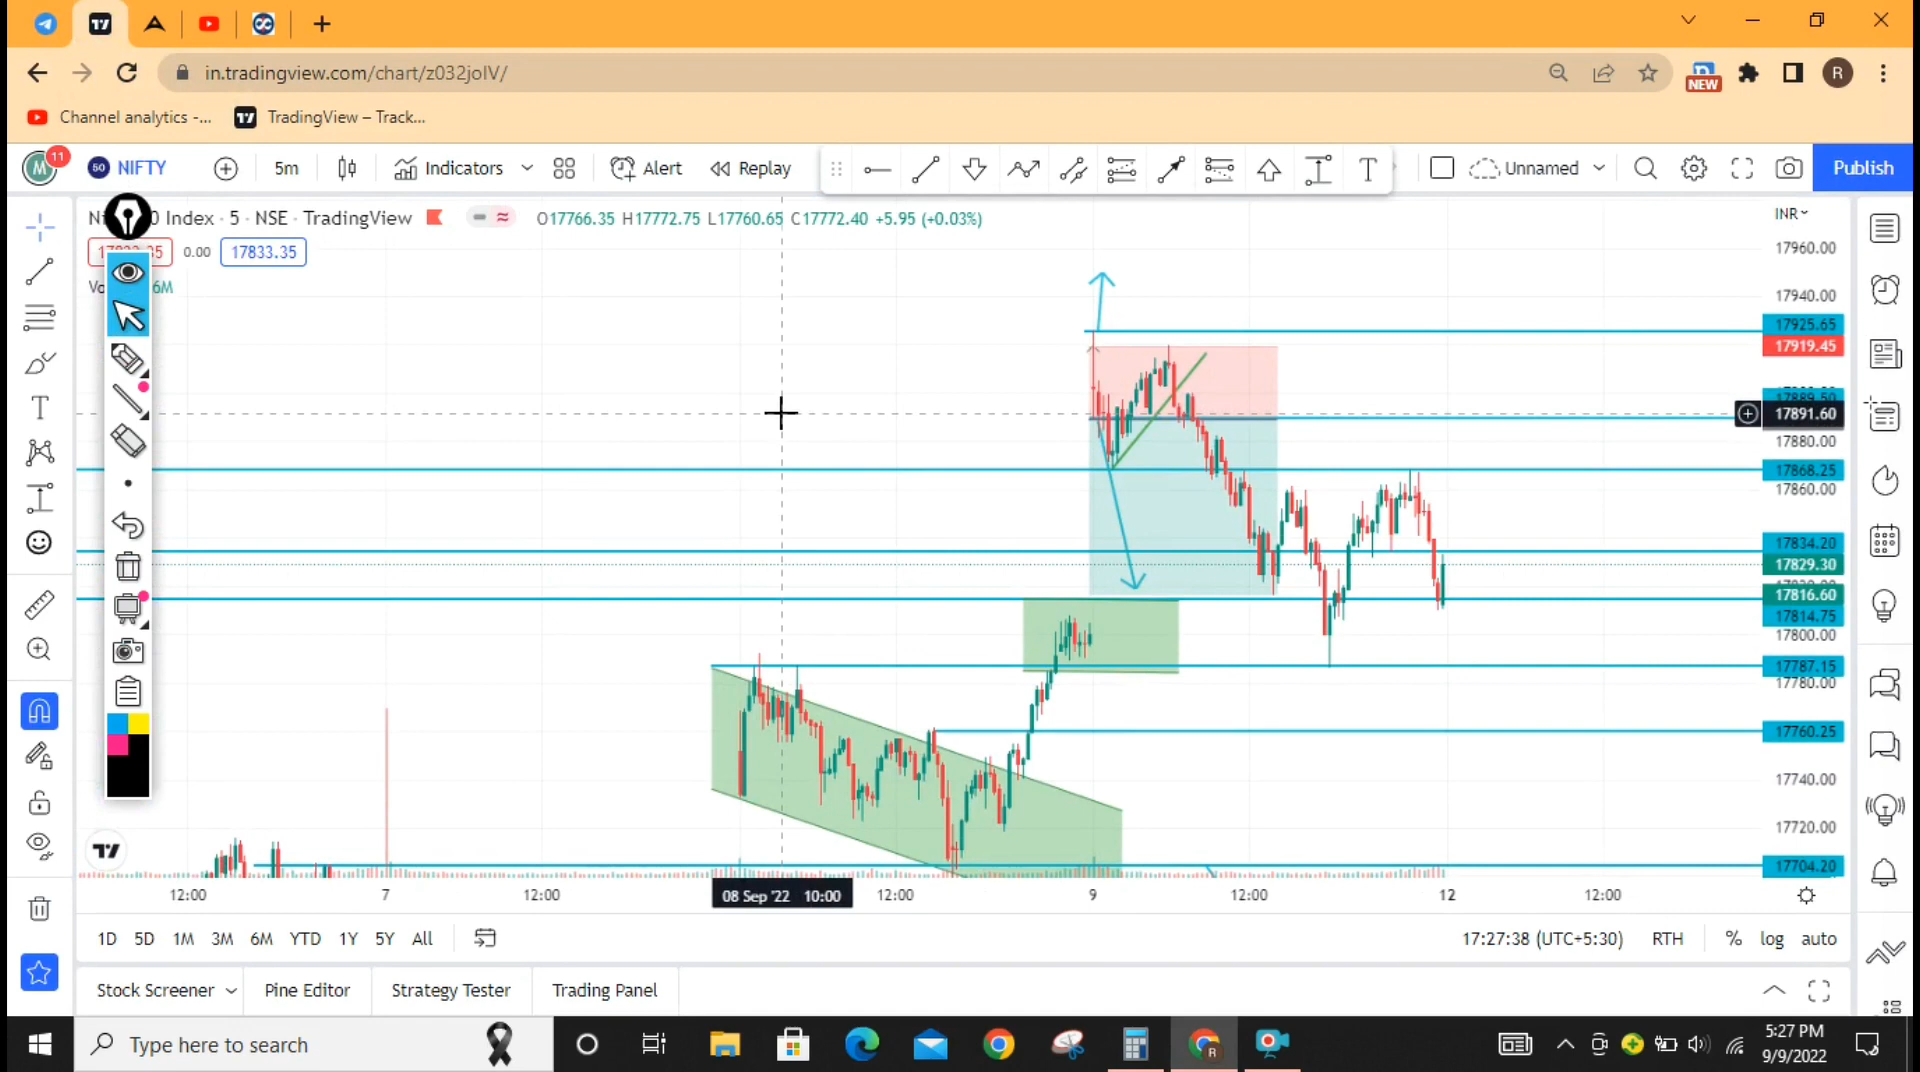 in.tradingview.com/chart/z032jolV/
NEW
R
Channel analytics -...
TradingView – Track...
M
11
50
NIFTY
5m
Indicators
Alert
Replay
T
Unnamed
Publish
Index · 5 · NSE · TradingView
O17766.35 H17772.75 L17760.65 C17772.40 +5.95 (+0.03%)
INR
0.00
17833.35
6M
17960.00
17940.00
17925.65
17919.45
17891.60
17880.00
17868.25
17860.00
17834.20
17829.30
17816.60
17814.75
17800.00
17787.15
17780.00
17760.25
17740.00
17720.00
17704.20
12:00
7
12:00
08 Sep '22 10:00
12:00
9
12:00
12
12:00
1D 5D 1M 3M 6M YTD 1Y 5Y All
17:27:38 (UTC+5:30)
RTH
%
log
auto
Stock Screener
Pine Editor
Strategy Tester
Trading Panel
Type here to search
R
5:27 PM
9/9/2022